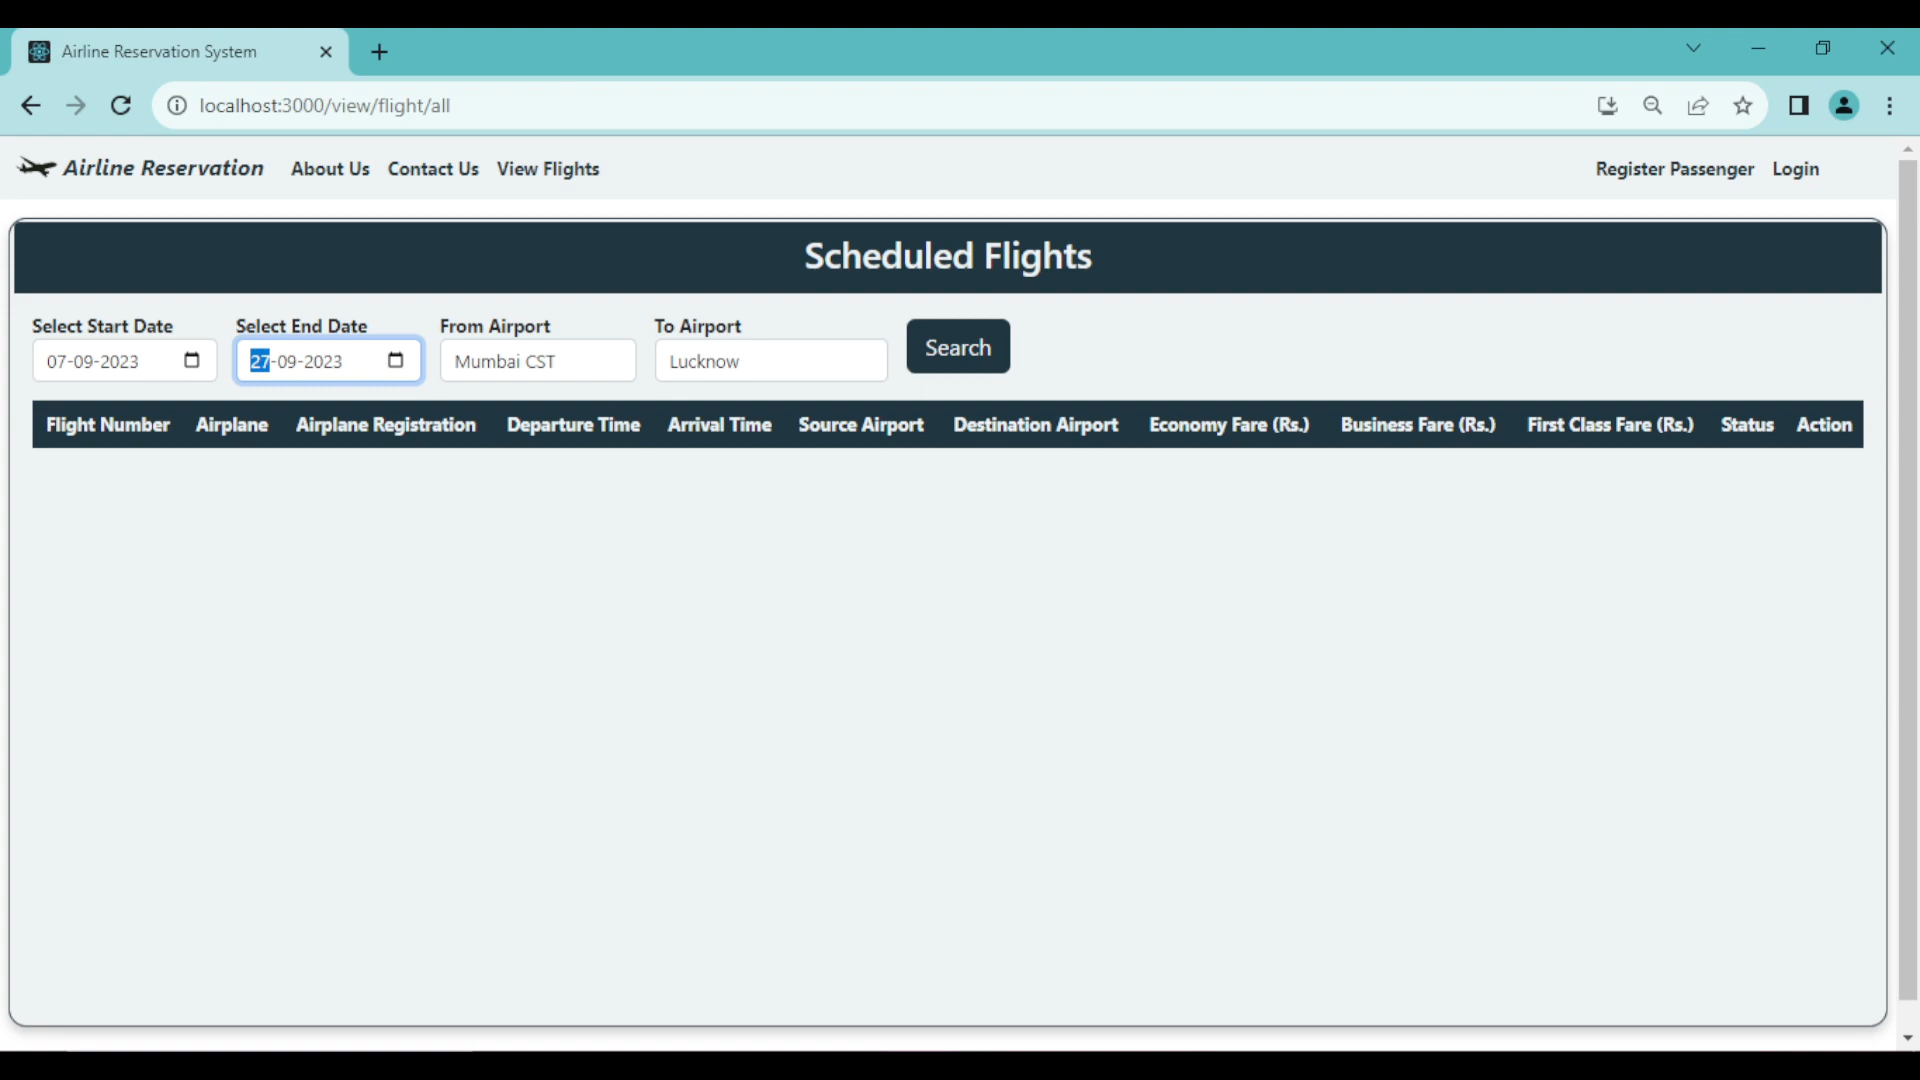 Airline Reservation System
localhost:3000/view/flight/all
Airline Reservation About Us Contact Us View Flights Register Passenger Login
Scheduled Flights
Select Start Date Select End Date From Airport To Airport
07-09-2023 27-09-2023 Mumbai CST Lucknow Search
Flight Number Airplane Airplane Registration Departure Time Arrival Time Source Airport Destination Airport Economy Fare (Rs.) Business Fare (Rs.) First Class Fare (Rs.) Status Action